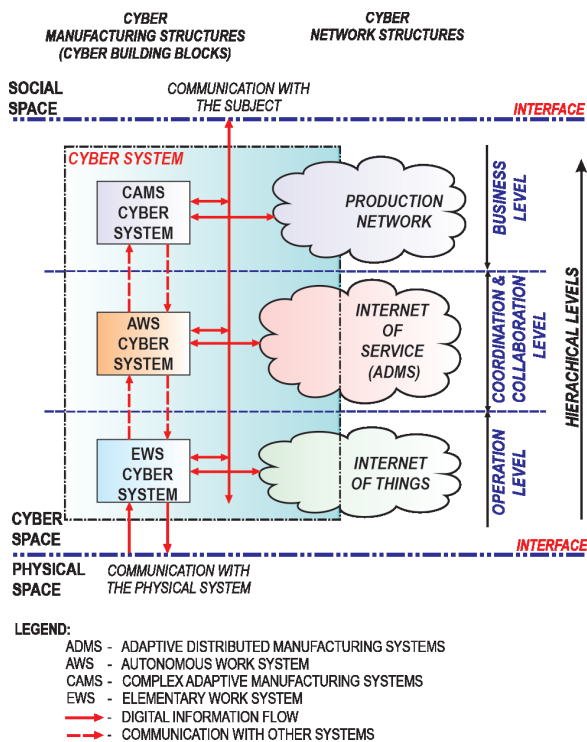 CYBER
MANUFACTURING STRUCTURES
(CYBER BUILDING BLOCKS)
CYBER
NETWORK STRUCTURES
SOCIAL
SPACE
COMMUNICATION WITH
THE SUBJECT
INTERFACE
CYBER SYSTEM
CAMS
CYBER
SYSTEM
PRODUCTION
NETWORK
BUSINESS
LEVEL
AWS
CYBER
SYSTEM
INTERNET
OF
SERVICE
(ADMS)
COORDINATION &
COLLABORATION
LEVEL
HIERACHICAL LEVELS
EWS
CYBER
SYSTEM
INTERNET
OF THINGS
OPERATION
LEVEL
CYBER
SPACE
INTERFACE
PHYSICAL
SPACE
COMMUNICATION WITH
THE PHYSICAL SYSTEM
LEGEND:
ADMS - ADAPTIVE DISTRIBUTED MANUFACTURING SYSTEMS
AWS - AUTONOMOUS WORK SYSTEM
CAMS - COMPLEX ADAPTIVE MANUFACTURING SYSTEMS
EWS - ELEMENTARY WORK SYSTEM
- DIGITAL INFORMATION FLOW
- COMMUNICATION WITH OTHER SYSTEMS